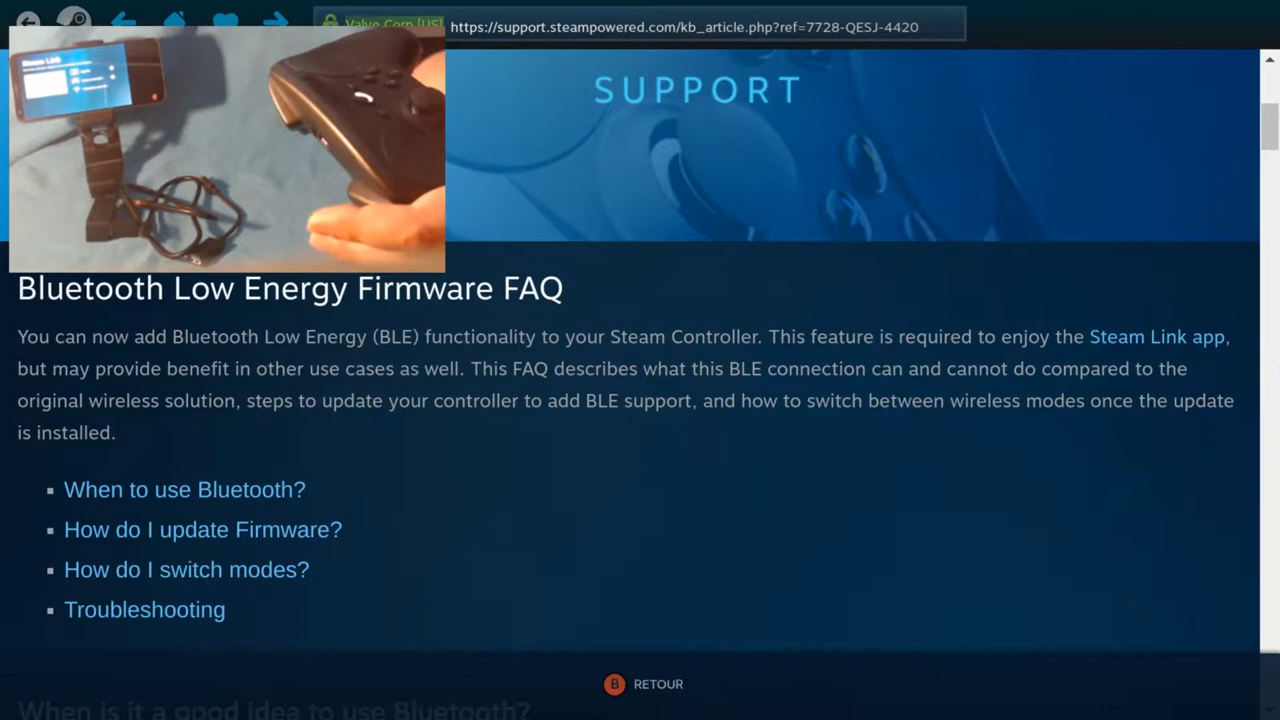 Valve Corp [US]
https://support.steampowered.com/kb_article.php?ref=7728-QESJ-4420
Steam Link
SUPPORT
Bluetooth Low Energy Firmware FAQ
You can now add Bluetooth Low Energy (BLE) functionality to your Steam Controller. This feature is required to enjoy the Steam Link app,
but may provide benefit in other use cases as well. This FAQ describes what this BLE connection can and cannot do compared to the
original wireless solution, steps to update your controller to add BLE support, and how to switch between wireless modes once the update
is installed.
▪ When to use Bluetooth?
▪ How do I update Firmware?
▪ How do I switch modes?
▪ Troubleshooting
B RETOUR
When is it a good idea to use Bluetooth?